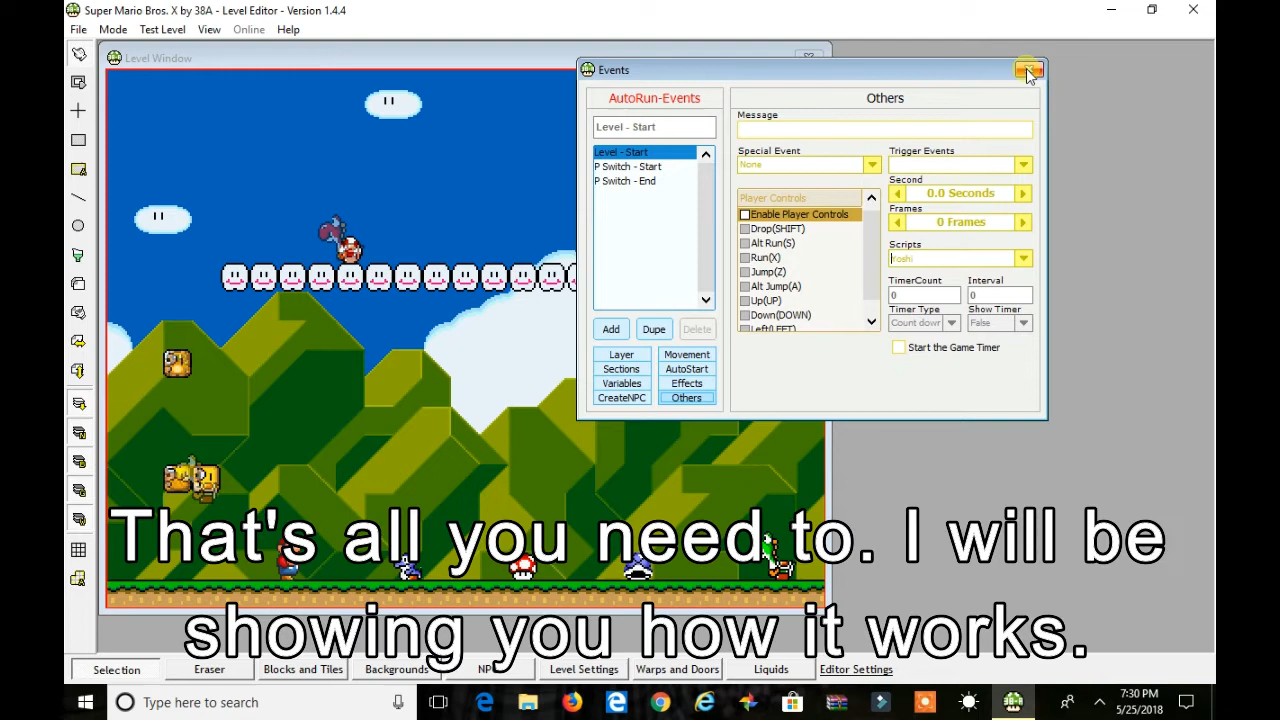 Super Mario Bros. X by 38A - Level Editor - Version 1.4.4
File Mode Test Level View Online Help
Level Window
Events
AutoRun-Events
Level - Start
Level - Start
P Switch - Start
P Switch - End
Add Dupe Delete
Layer Movement
Sections AutoStart
Variables Effects
CreateNPC Others
Others
Message
Special Event
None
Trigger Events
Second
0.0 Seconds
Frames
0 Frames
Player Controls
Enable Player Controls
Drop(SHIFT)
Alt Run(S)
Run(X)
Jump(Z)
Alt Jump(A)
Up(UP)
Down(DOWN)
Left(LEFT)
Scripts
Yoshi
TimerCount Interval
0 0
Timer Type Show Timer
Count down False
Start the Game Timer
That's all you need to. I will be
showing you how it works.
Selection Eraser Blocks and Tiles Backgrounds Level Settings Warps and Doors Liquids Editor Settings
Type here to search
7:30 PM
5/25/2018